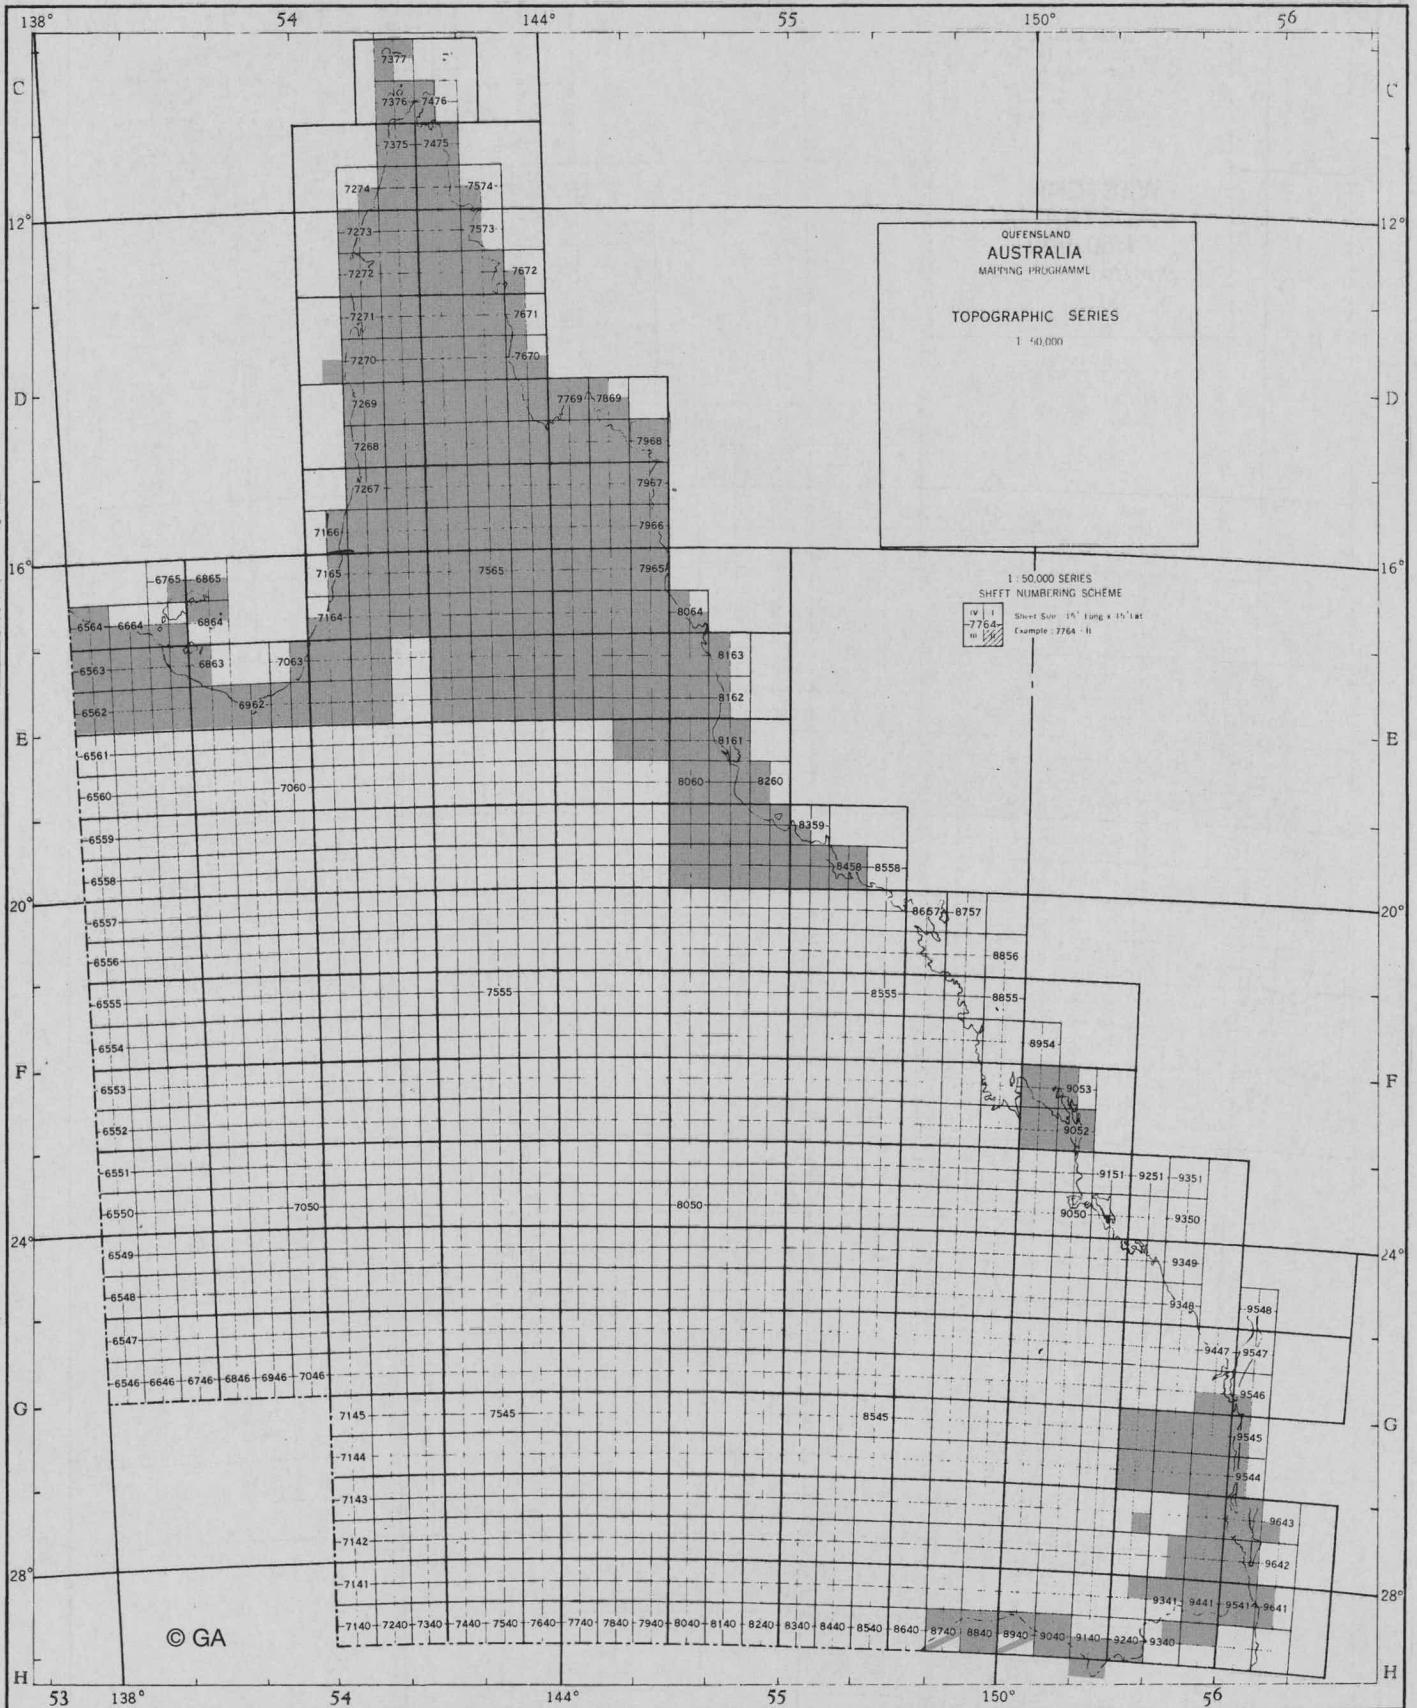 138° 54 144° 55 150° 56
C C
7377
7376 7476
7375 7475
7274 7574
12° 12°
7273 7573
7272 7672
7271 7671
7270 7670
QUEENSLAND
AUSTRALIA
MAPPING PROGRAMME
TOPOGRAPHIC SERIES
1 50,000
D D
7269 7769 7869
7268 7968
7267 7967
7166 7966
16° 16°
6765 6865 7165 7565 7965
1 : 50,000 SERIES
SHEET NUMBERING SCHEME
IV I
7764
III II
Sheet Size : 15' Long x 15' Lat
Example : 7764 - II
6564 6664 6864 7164 8064
6563 6863 7063 8163
6562 6962 8162
E E
6561 8161
6560 7060 8060 8260
6559 8359
6558 8458 8558
20° 20°
6557 8657 8757
6556 8856
6555 7555 8555 8855
6554 8954
F F
6553 9053
6552 9052
6551 9151 9251 9351
6550 7050 8050 9050 9350
24° 24°
6549 9349
6548 9348 9548
6547 9447 9547
6546 6646 6746 6846 6946 7046 9546
G G
7145 7545 8545 9545
7144 9544
7143 9643
7142 9642
28° 28°
7141 9341 9441 9541 9641
7140 7240 7340 7440 7540 7640 7740 7840 7940 8040 8140 8240 8340 8440 8540 8640 8740 8840 8940 9040 9140 9240 9340
© GA
H H
53 138° 54 144° 55 150° 56